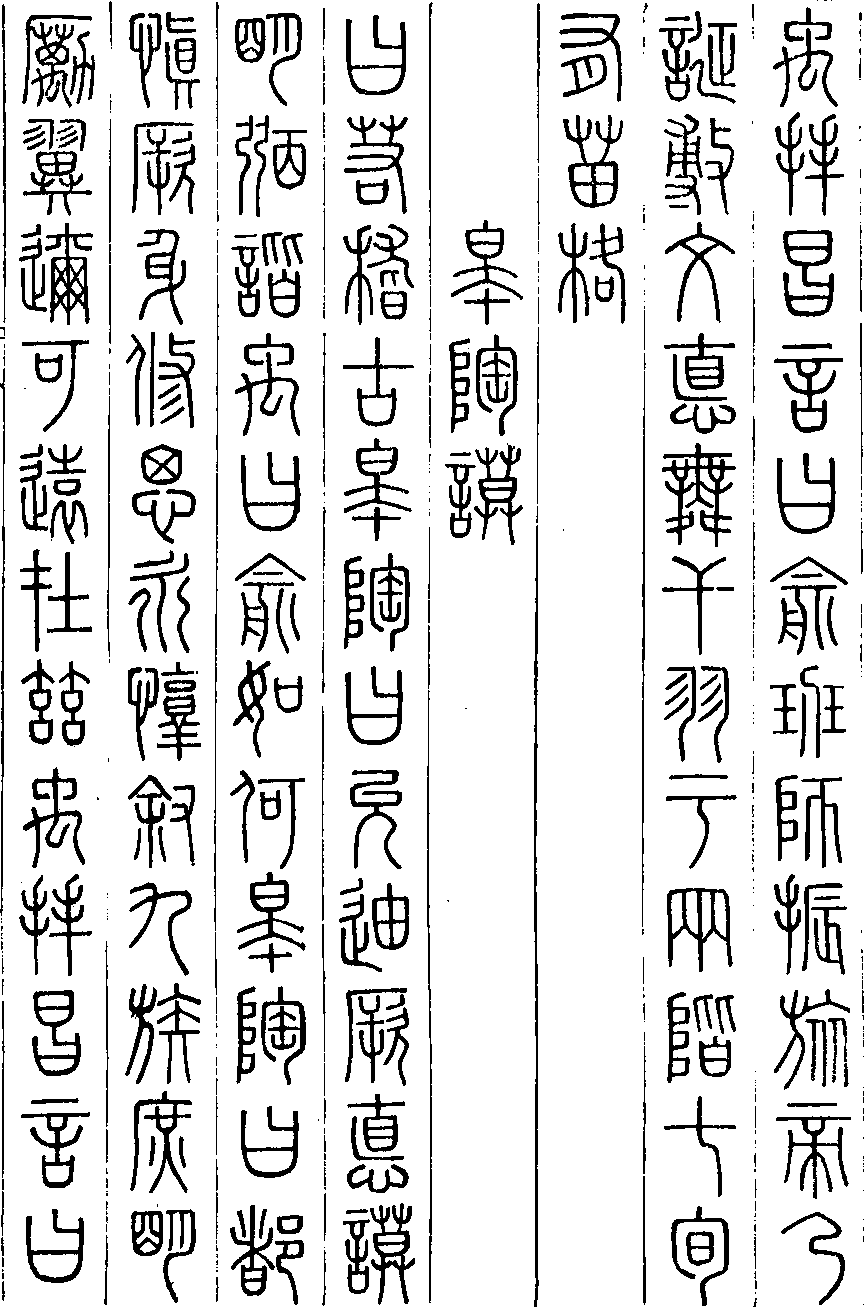 禹拜昌言曰俞班師振旅帝乃
誕敷文悳舞干羽于兩階七旬
有苗格
皋陶謨
曰若稽古皋陶曰允迪厥悳謨
明弼諧禹曰俞如何皋陶曰都
慎厥身修思永惇敘九族庶明
勵翼邇可遠在茲禹拜昌言曰